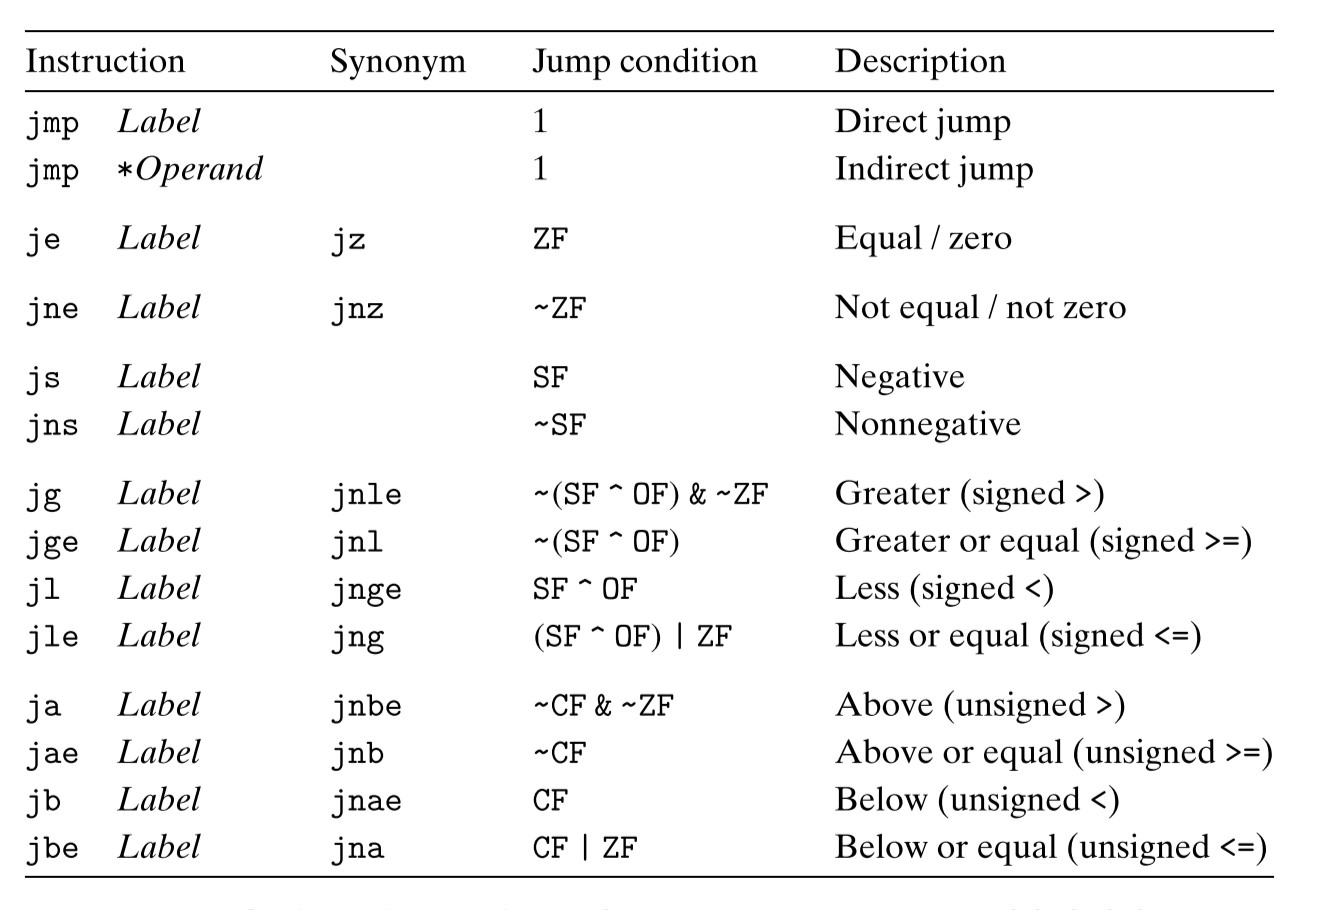 Instruction Synonym Jump condition Description
jmp Label 1 Direct jump
jmp *Operand 1 Indirect jump
je Label jz ZF Equal / zero
jne Label jnz ~ZF Not equal / not zero
js Label SF Negative
jns Label ~SF Nonnegative
jg Label jnle ~(SF ^ OF) & ~ZF Greater (signed >)
jge Label jnl ~(SF ^ OF) Greater or equal (signed >=)
jl Label jnge SF ^ OF Less (signed <)
jle Label jng (SF ^ OF) | ZF Less or equal (signed <=)
ja Label jnbe ~CF & ~ZF Above (unsigned >)
jae Label jnb ~CF Above or equal (unsigned >=)
jb Label jnae CF Below (unsigned <)
jbe Label jna CF | ZF Below or equal (unsigned <=)